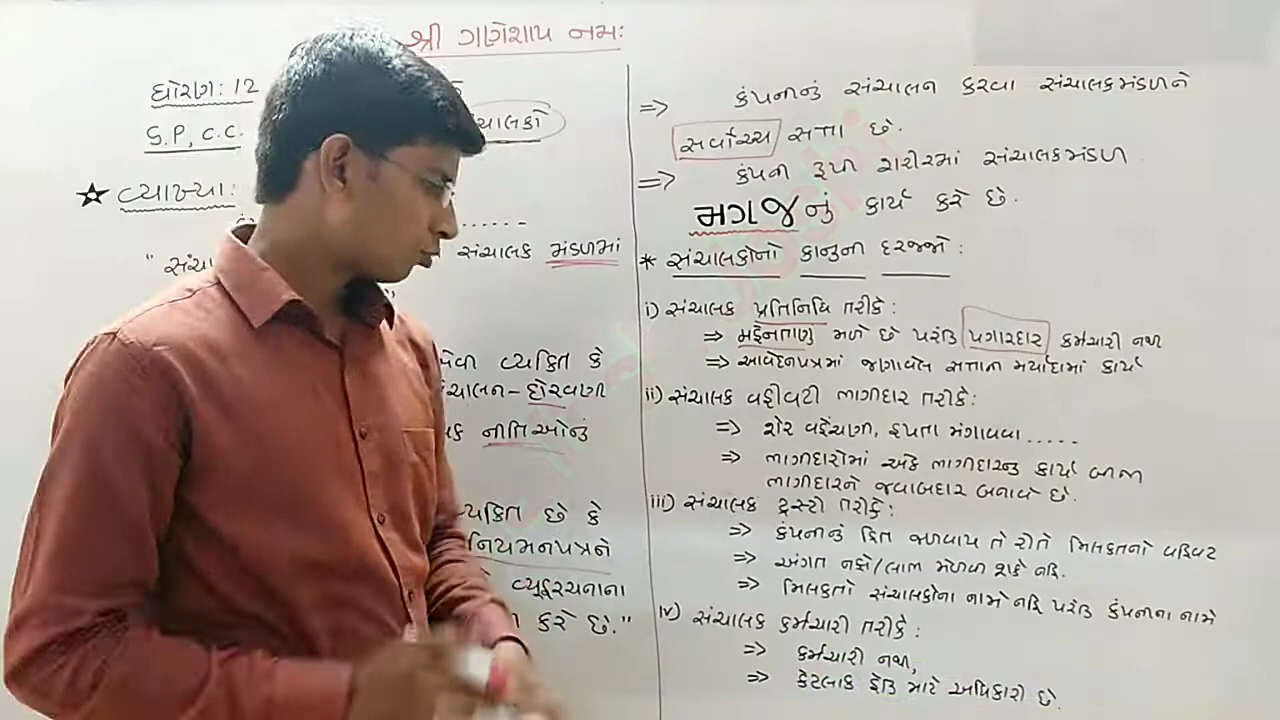 શ્રી ગણેશાય નમઃ
ધોરણ: 12
S.P., C.C.
ચાલકો
☆ વ્યાખ્યા:
"સંચા
સંચાલક મંડળમાં
વ્યક્તિ કે
ચાલન-દોરવણી
નીતિઓનું
છે કે
નિયમનપત્રને
વ્યૂહરચનાના
કરે છે."
=> કંપનીનું સંચાલન કરવા સંચાલકમંડળને
સર્વોચ્ચ સત્તા છે.
=> કંપની રૂપી શરીરમાં સંચાલકમંડળ
મગજનું કાર્ય કરે છે.
* સંચાલકોનો કાનુની દરજ્જો :
i) સંચાલક પ્રતિનિધિ તરીકે :
=> મહેનતાણુ મળે છે પરંતુ પગારદાર કર્મચારી નથી
=> આવેદનપત્રમાં જણાવેલ સત્તાની મર્યાદામાં કાર્ય
ii) સંચાલક વહીવટી ભાગીદાર તરીકે:
=> શેર વહેંચણી, હપતા મંગાવવા .....
=> ભાગીદારોમાં એક ભાગીદારનું કાર્ય બીજા
ભાગીદારને જવાબદાર બનાવે છે.
iii) સંચાલક ટ્રસ્ટી તરીકે :
=> કંપનીનું હિત જળવાય તે રીતે મિલકતનો વહિવટ
=> અંગત નફો/લાભ મેળવી શકે નહિ.
=> મિલકતો સંચાલકોના નામે નહિ પરંતુ કંપનીના નામે
iv) સંચાલક કર્મચારી તરીકે :
=> કર્મચારી નથી,
=> કેટલાક હેતુ માટે અધિકારી છે.